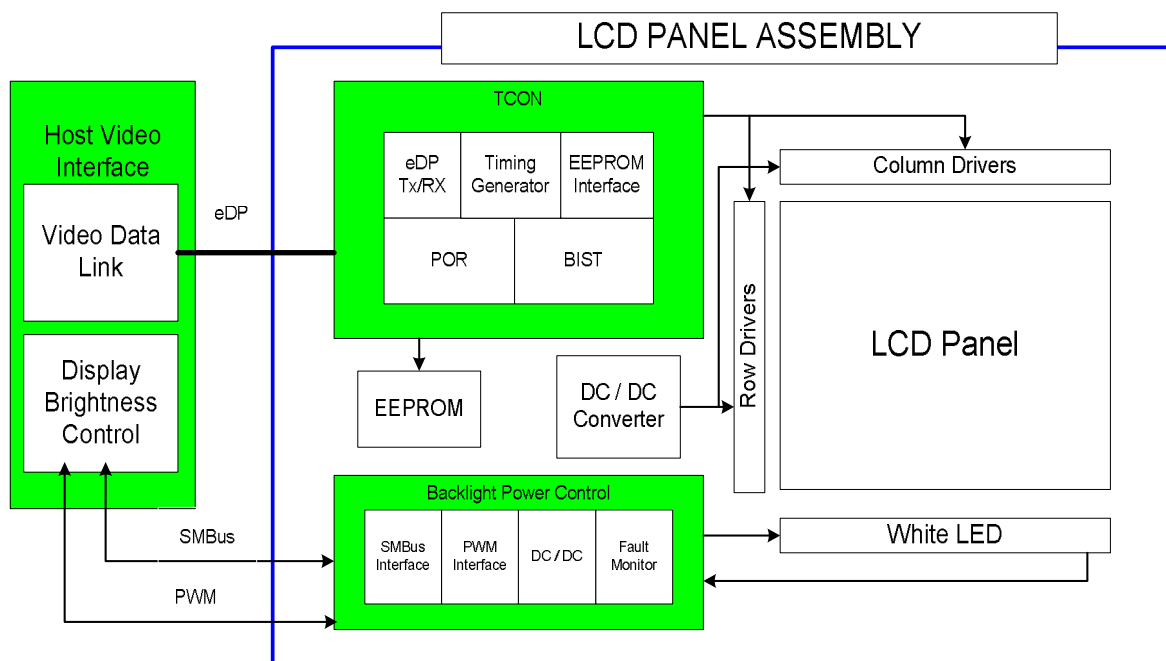 LCD PANEL ASSEMBLY
Host Video
Interface
Video Data
Link
Display
Brightness
Control
eDP
SMBus
PWM
TCON
eDP
Tx/RX
Timing
Generator
EEPROM
Interface
POR
BIST
EEPROM
DC / DC
Converter
Column Drivers
Row Drivers
LCD Panel
Backlight Power Control
SMBus
Interface
PWM
Interface
DC / DC
Fault
Monitor
White LED